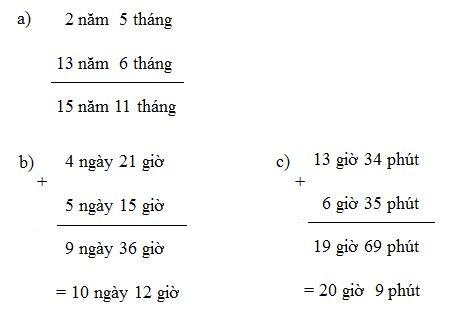 a) 2 năm 5 tháng
13 năm 6 tháng
15 năm 11 tháng
b) 4 ngày 21 giờ
+
5 ngày 15 giờ
9 ngày 36 giờ
= 10 ngày 12 giờ
c) 13 giờ 34 phút
+
6 giờ 35 phút
19 giờ 69 phút
= 20 giờ 9 phút